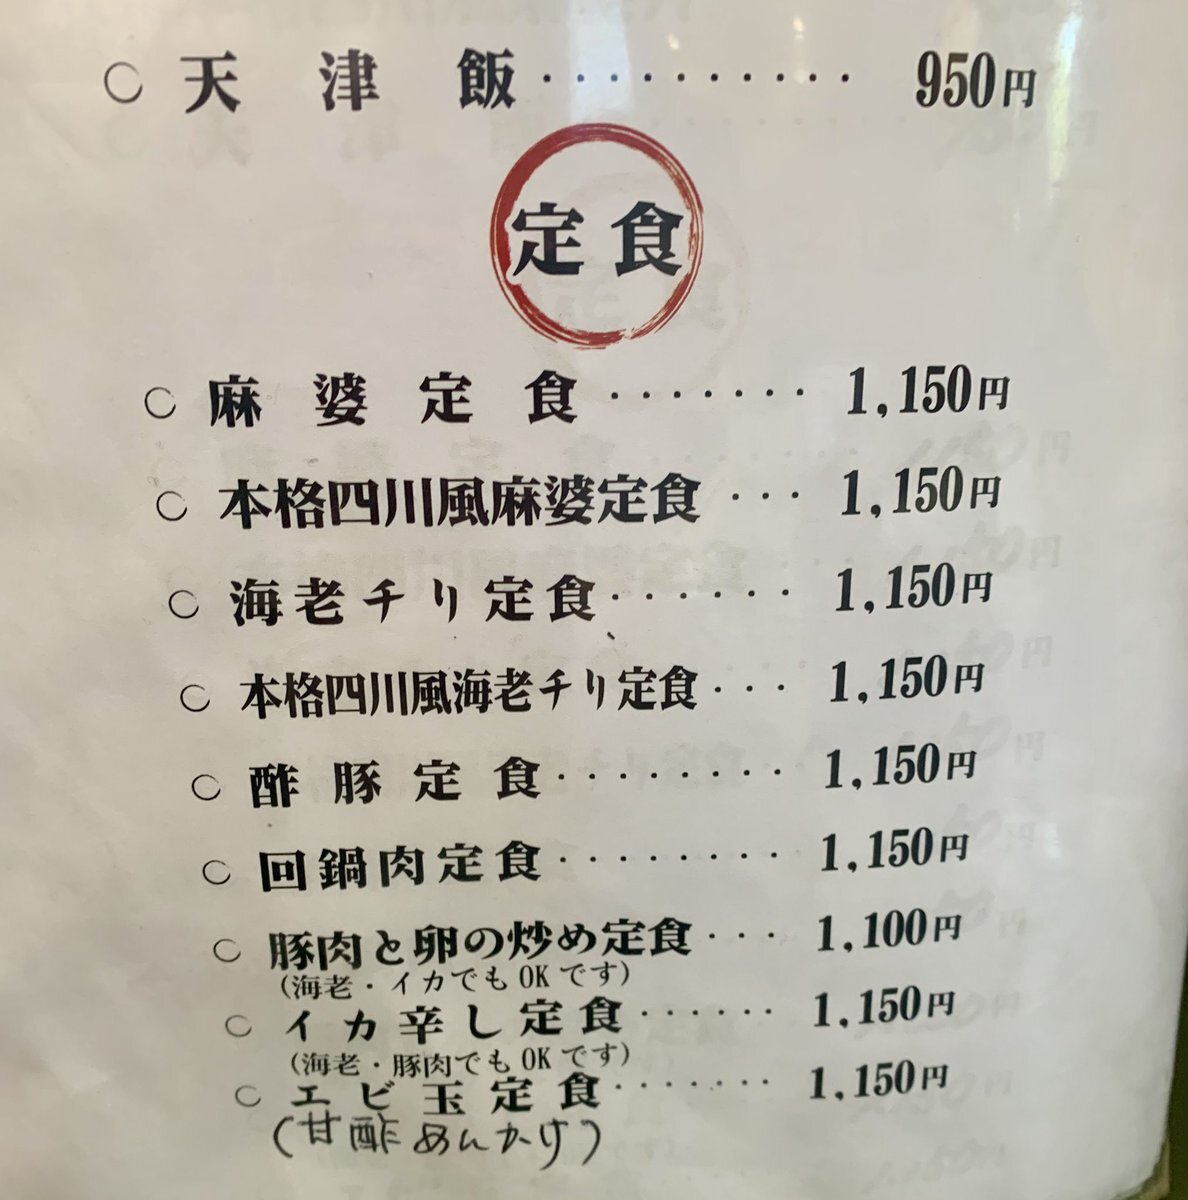 ○ 天津飯・・・・・・・・・・ 950円
定食
○ 麻婆定食・・・・・・・ 1,150円
○ 本格四川風麻婆定食・・・ 1,150円
○ 海老チリ定食・・・・・・ 1,150円
○ 本格四川風海老チリ定食・・・ 1,150円
○ 酢豚定食・・・・・・・・ 1,150円
○ 回鍋肉定食・・・・・・・・ 1,150円
○ 豚肉と卵の炒め定食・・・ 1,100円
(海老・イカでもOKです)
○ イカ辛し定食・・・・・・ 1,150円
(海老・豚肉でもOKです)
○ エビ玉定食・・・・・・・ 1,150円
(甘酢あんかけ)